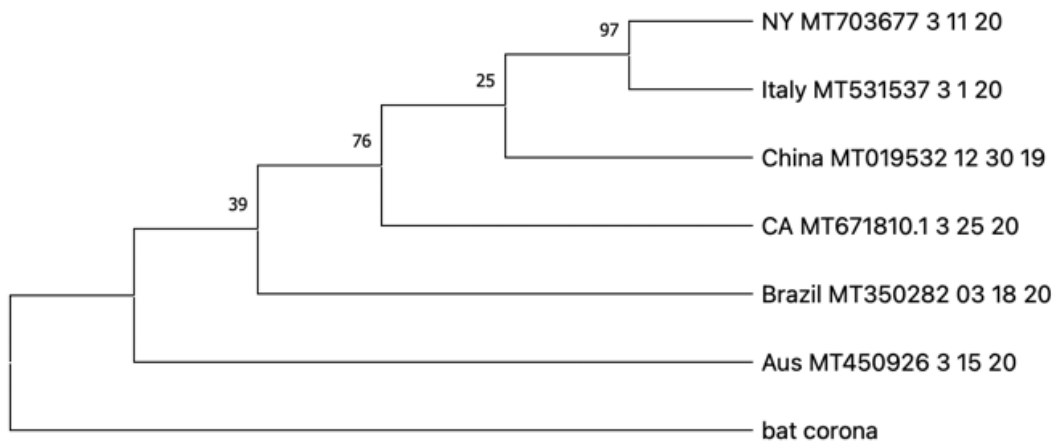 NY MT703677 3 11 20
97
Italy MT531537 3 1 20
25
China MT019532 12 30 19
76
CA MT671810.1 3 25 20
39
Brazil MT350282 03 18 20
Aus MT450926 3 15 20
bat corona